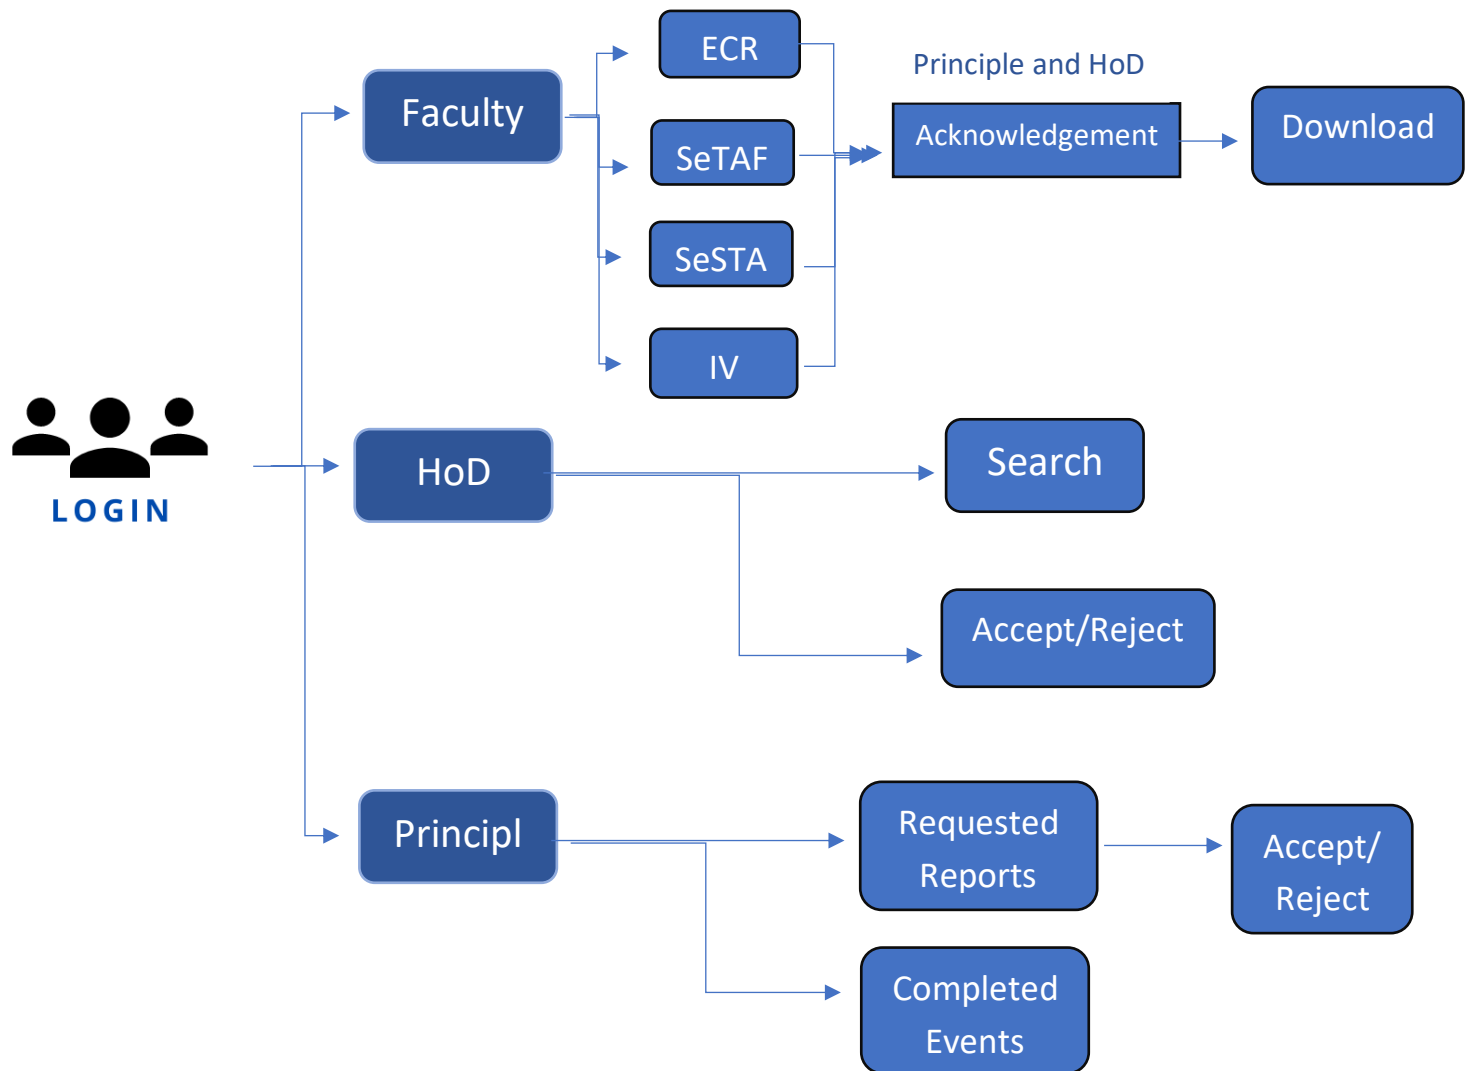 ECR
Principle and HoD
Faculty
Acknowledgement
Download
SeTAF
SeSTA
IV
LOGIN
HoD
Search
Accept/Reject
Principl
Requested
Reports
Accept/
Reject
Completed
Events